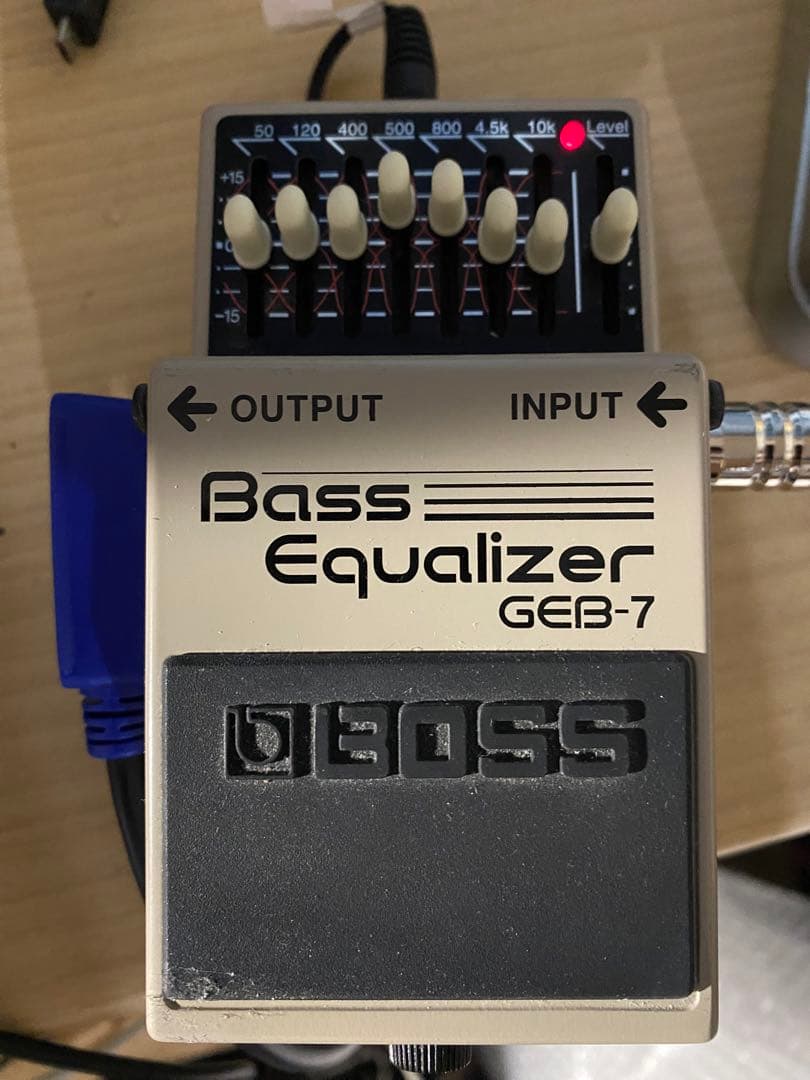 50 120 400 500 800 4.5k 10k Level
+15
0
-15
OUTPUT INPUT
Bass
Equalizer
GEB-7
b BOSS